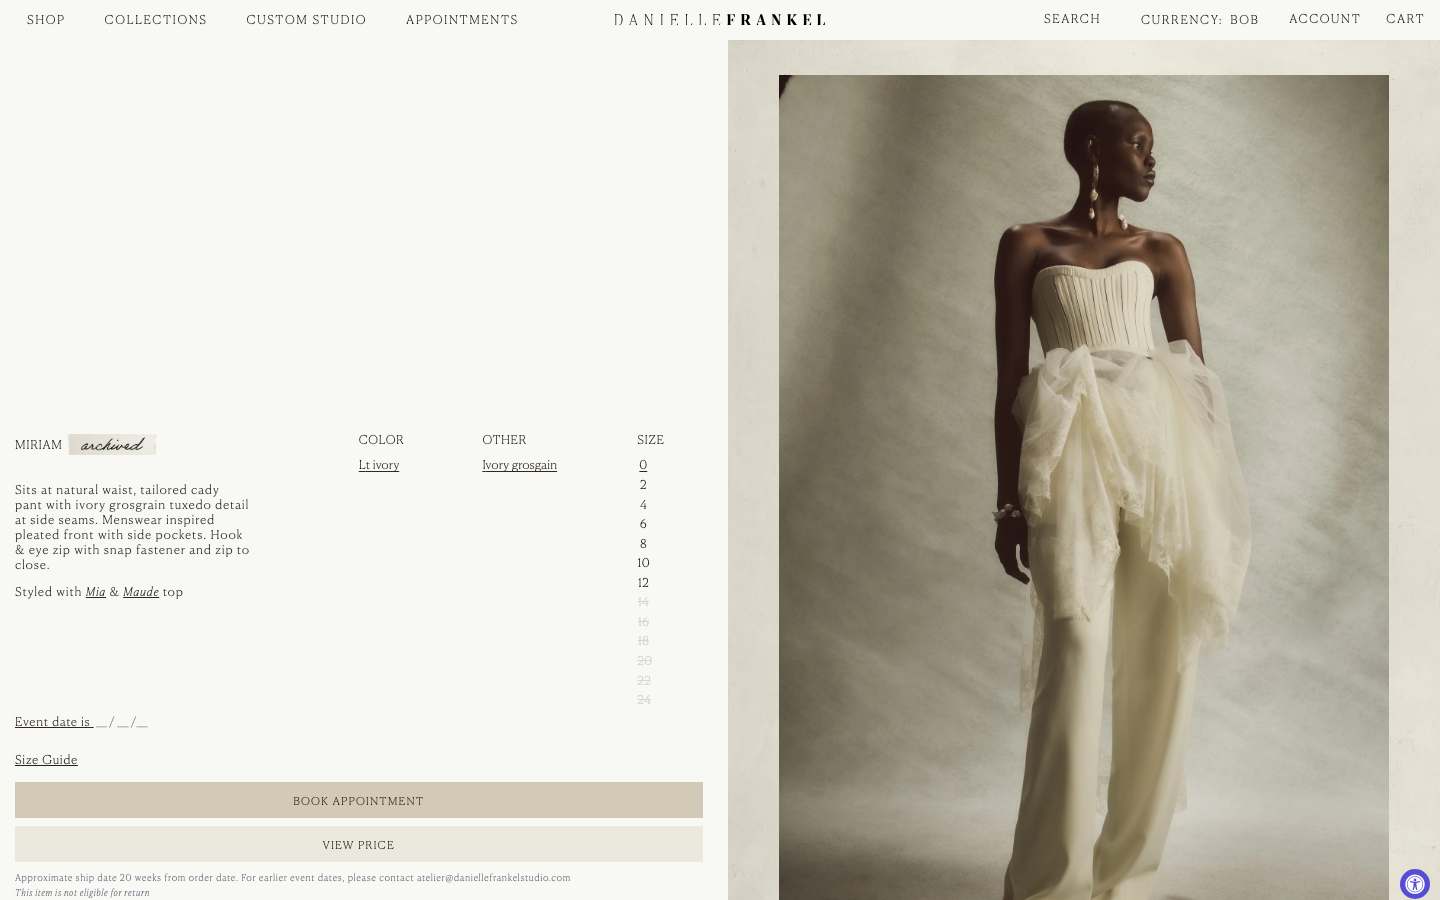 SHOP COLLECTIONS CUSTOM STUDIO APPOINTMENTS DANIELLEFRANKEL SEARCH CURRENCY: BOB ACCOUNT CART
MIRIAM archived
Sits at natural waist, tailored cady
pant with ivory grosgrain tuxedo detail
at side seams. Menswear inspired
pleated front with side pockets. Hook
& eye zip with snap fastener and zip to
close.
Styled with Mia & Maude top
COLOR
Lt ivory
OTHER
Ivory grosgain
SIZE
0
2
4
6
8
10
12
14
16
18
20
22
24
Event date is __/__/__
Size Guide
BOOK APPOINTMENT
VIEW PRICE
Approximate ship date 20 weeks from order date. For earlier event dates, please contact atelier@daniellefrankelstudio.com
This item is not eligible for return